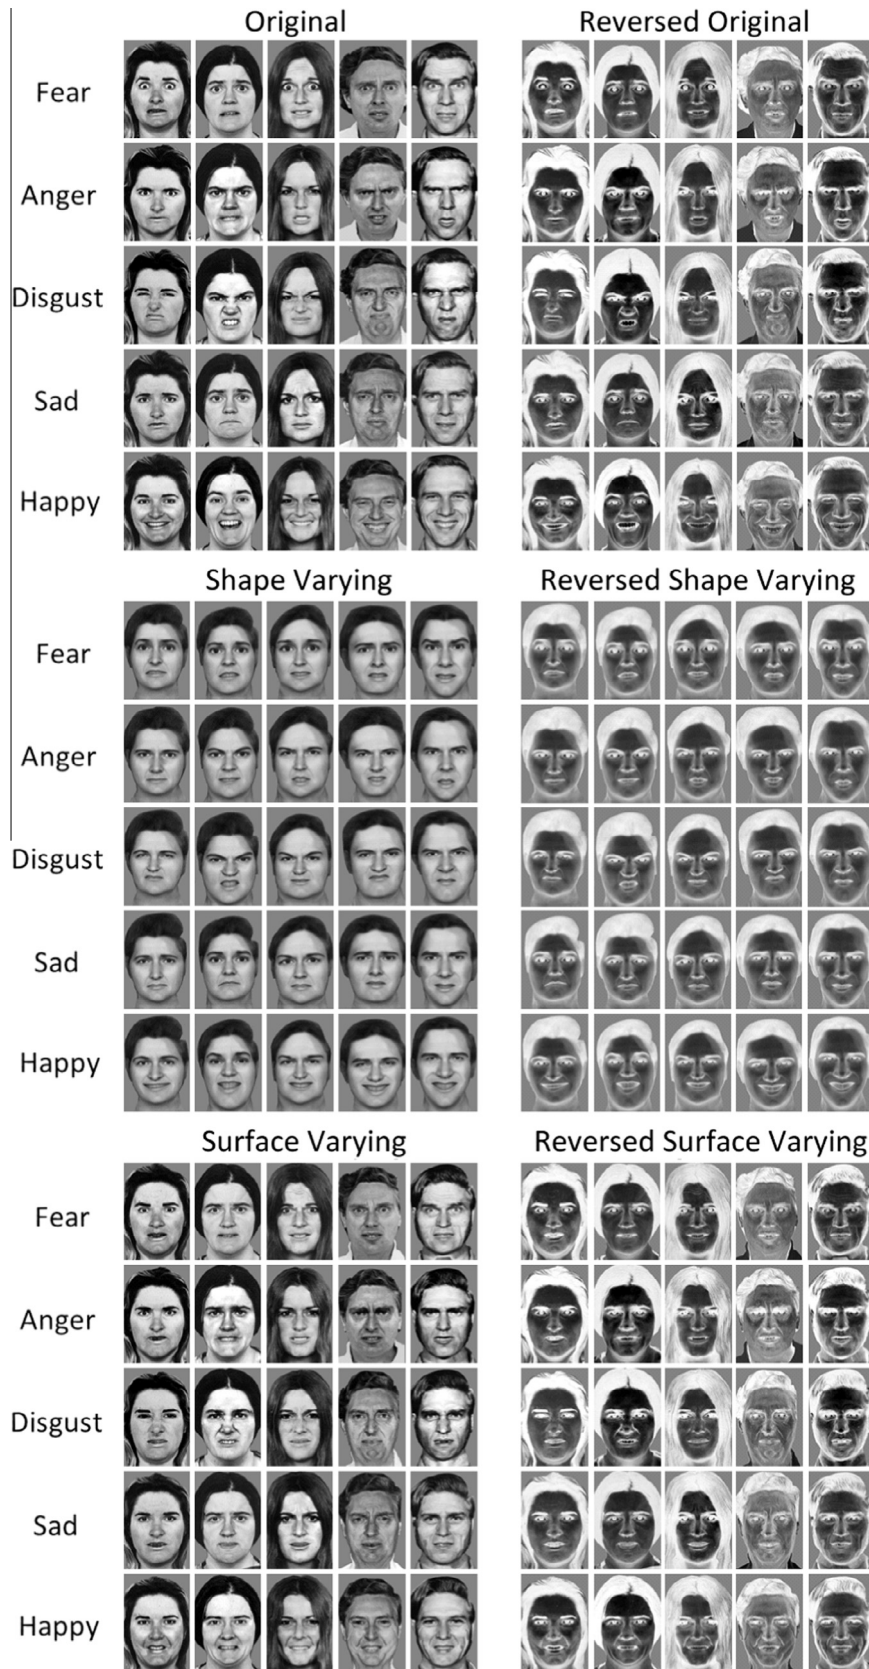 Original Reversed Original
Fear
Anger
Disgust
Sad
Happy
Shape Varying Reversed Shape Varying
Fear
Anger
Disgust
Sad
Happy
Surface Varying Reversed Surface Varying
Fear
Anger
Disgust
Sad
Happy